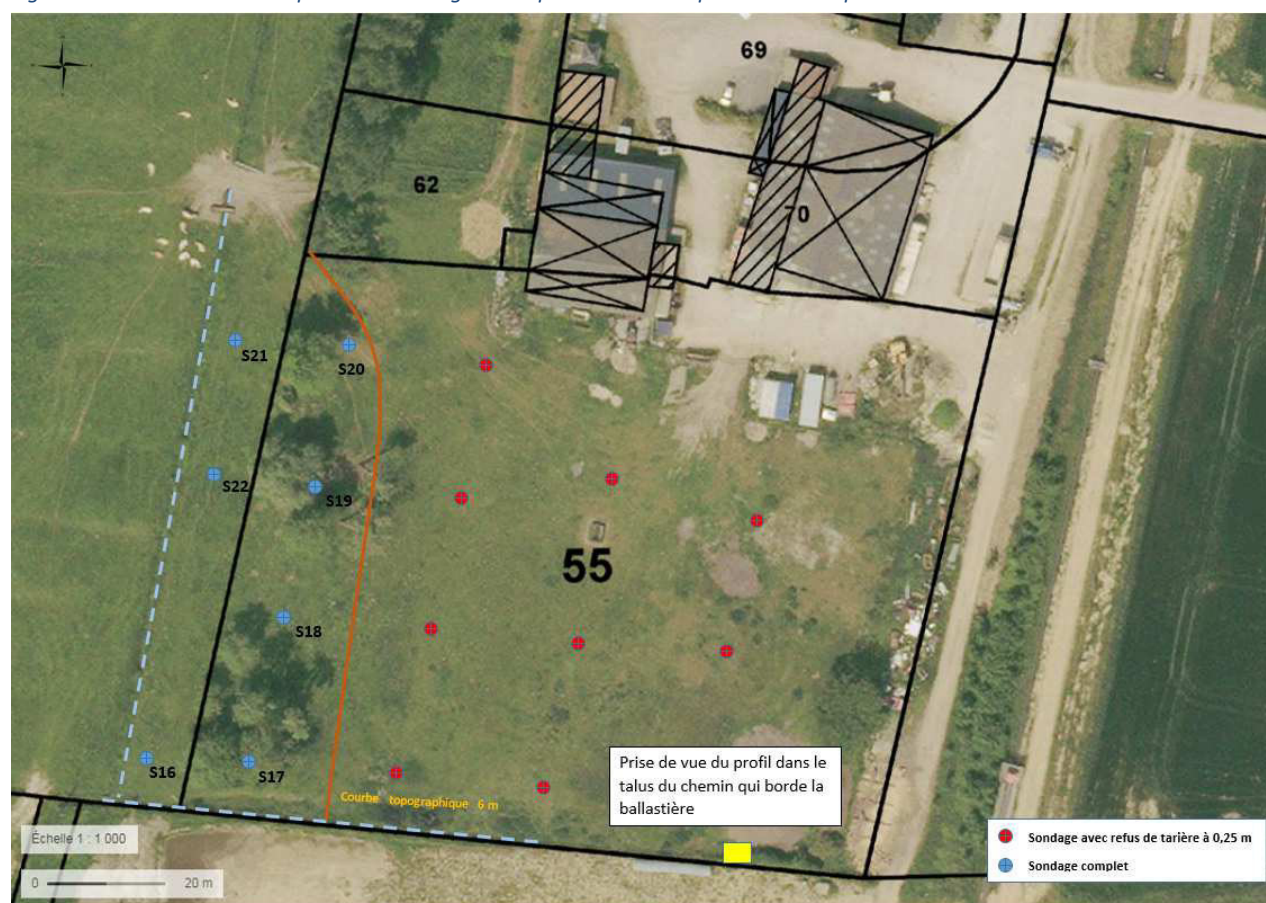 69
62
70
S21
S20
S22
S19
55
S18
S16
S17
Prise de vue du profil dans le
talus du chemin qui borde la
ballastière
Courbe topographique 6 m
Échelle 1 : 1 000
0 20 m
Sondage avec refus de tarière à 0,25 m
Sondage complet